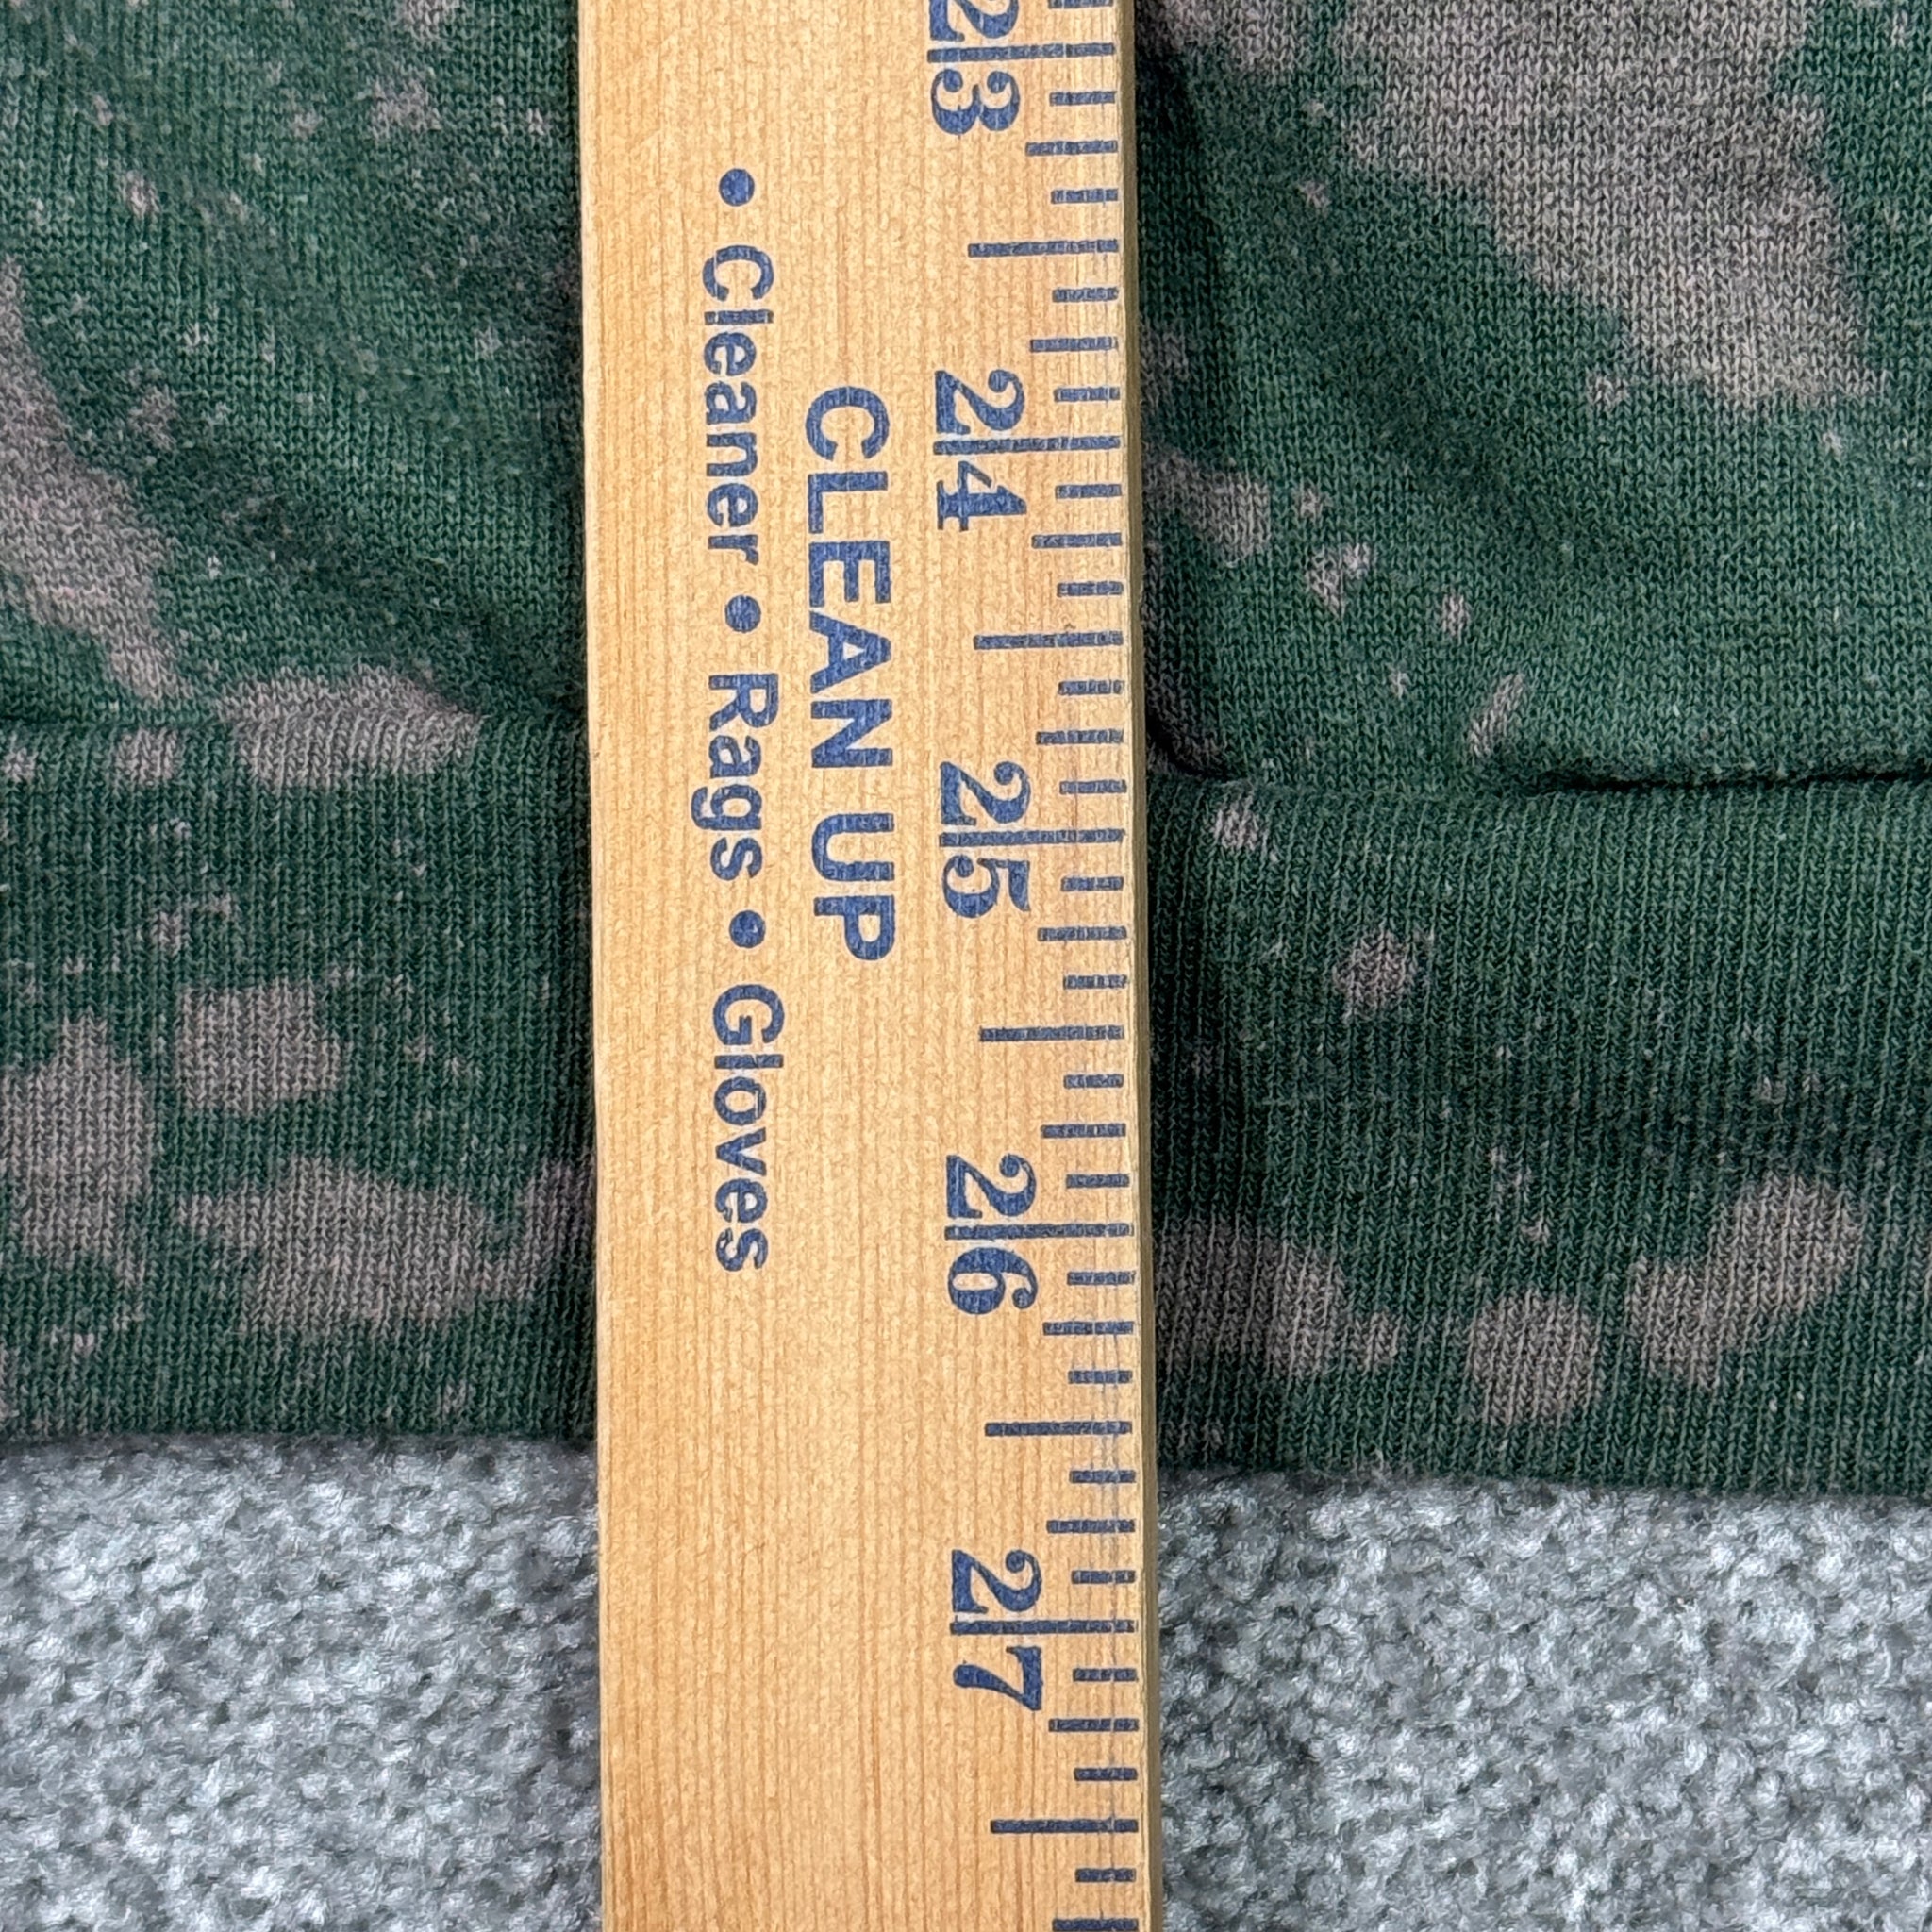 23
24
25
26
27
CLEAN UP
• Cleaner • Rags • Gloves